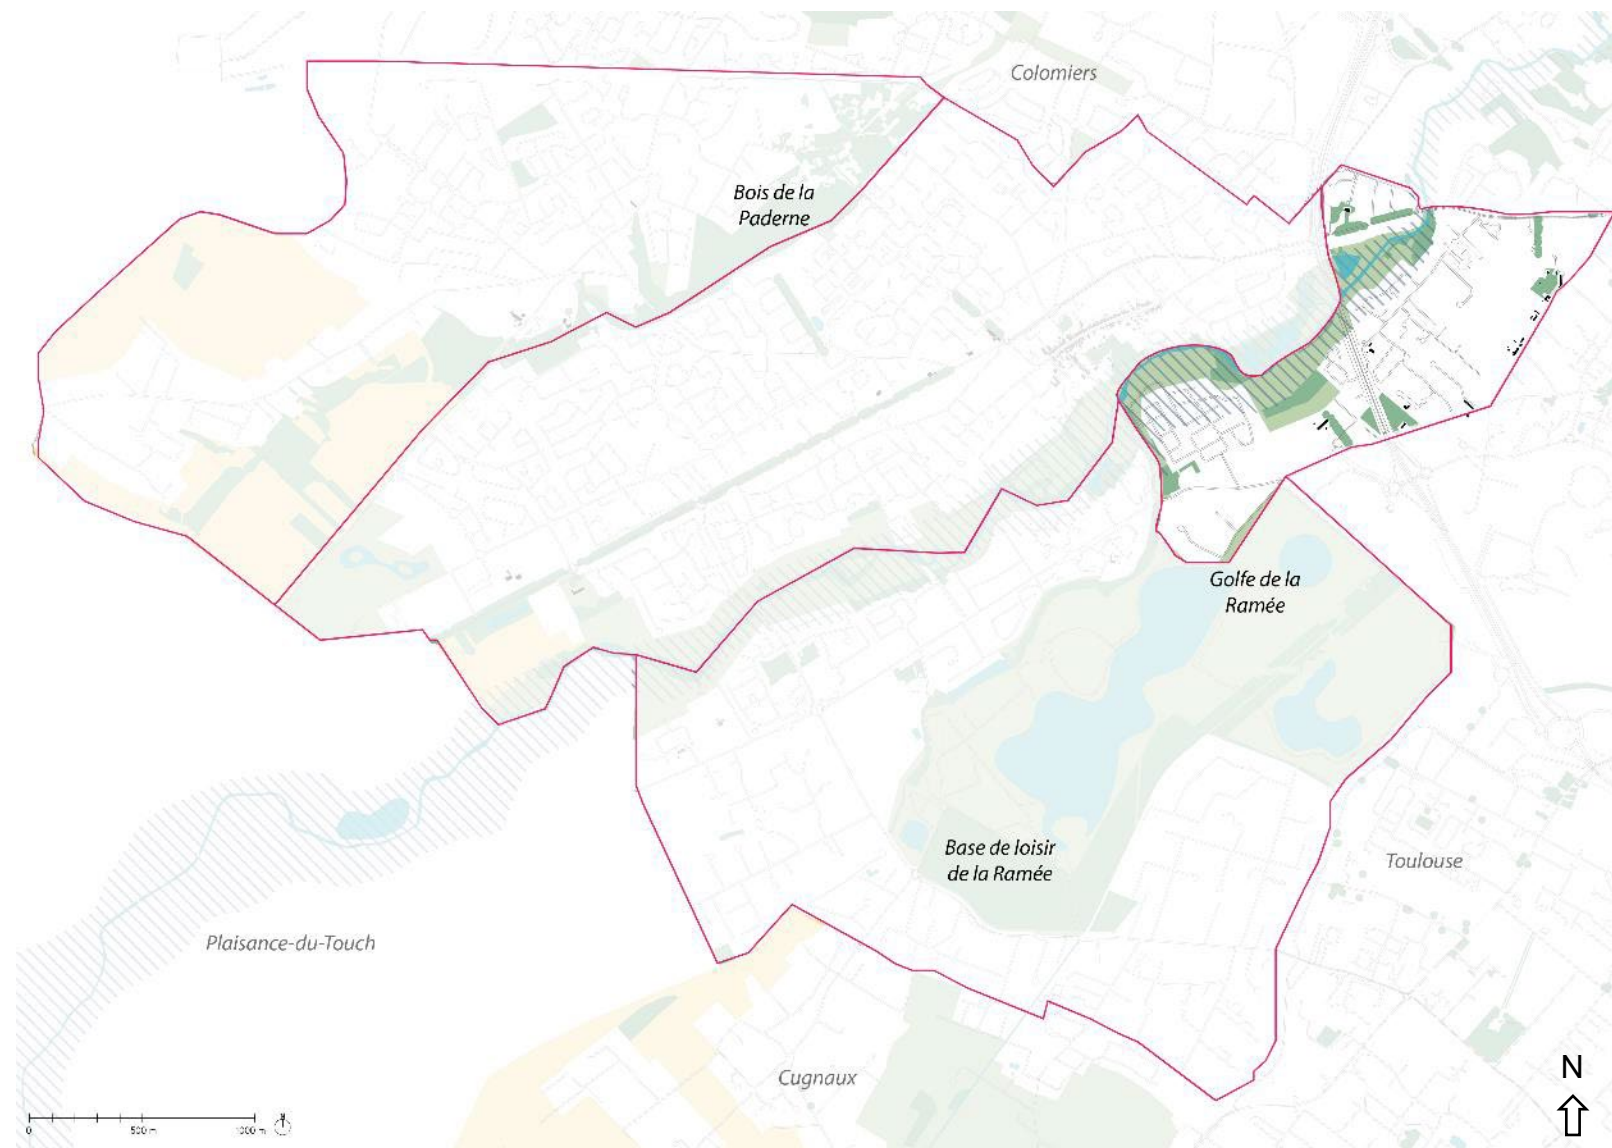 Colomiers
Bois de la
Paderne
Golfe de la
Ramée
Base de loisir
de la Ramée
Toulouse
Plaisance-du-Touch
Cugnaux
N
0 500 m 1000 m